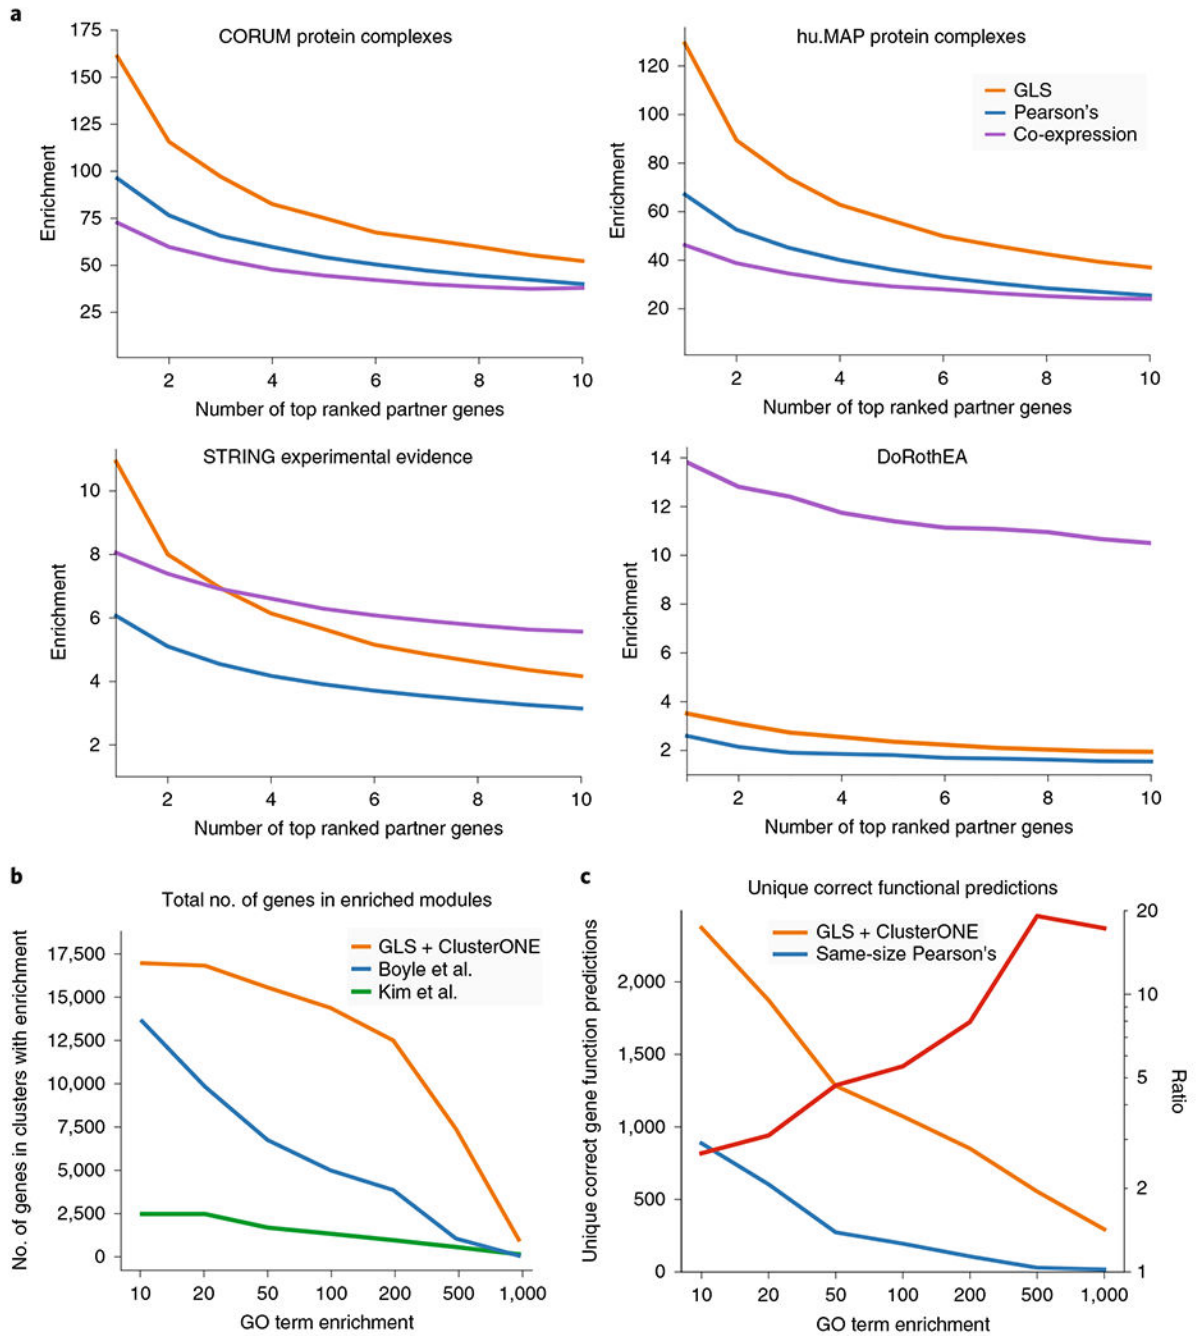 a
CORUM protein complexes
175
150
125
100
75
50
25
Enrichment
2 4 6 8 10
Number of top ranked partner genes
hu.MAP protein complexes
GLS
Pearson's
Co-expression
120
100
80
60
40
20
Enrichment
2 4 6 8 10
Number of top ranked partner genes
STRING experimental evidence
10
8
6
4
2
Enrichment
2 4 6 8 10
Number of top ranked partner genes
DoRothEA
14
12
10
8
6
4
2
Enrichment
2 4 6 8 10
Number of top ranked partner genes
b
Total no. of genes in enriched modules
GLS + ClusterONE
Boyle et al.
Kim et al.
17,500
15,000
12,500
10,000
7,500
5,000
2,500
0
No. of genes in clusters with enrichment
10 20 50 100 200 500 1,000
GO term enrichment
c
Unique correct functional predictions
GLS + ClusterONE
Same-size Pearson's
2,000
1,500
1,000
500
0
Unique correct gene function predictions
20
10
5
2
1
Ratio
10 20 50 100 200 500 1,000
GO term enrichment